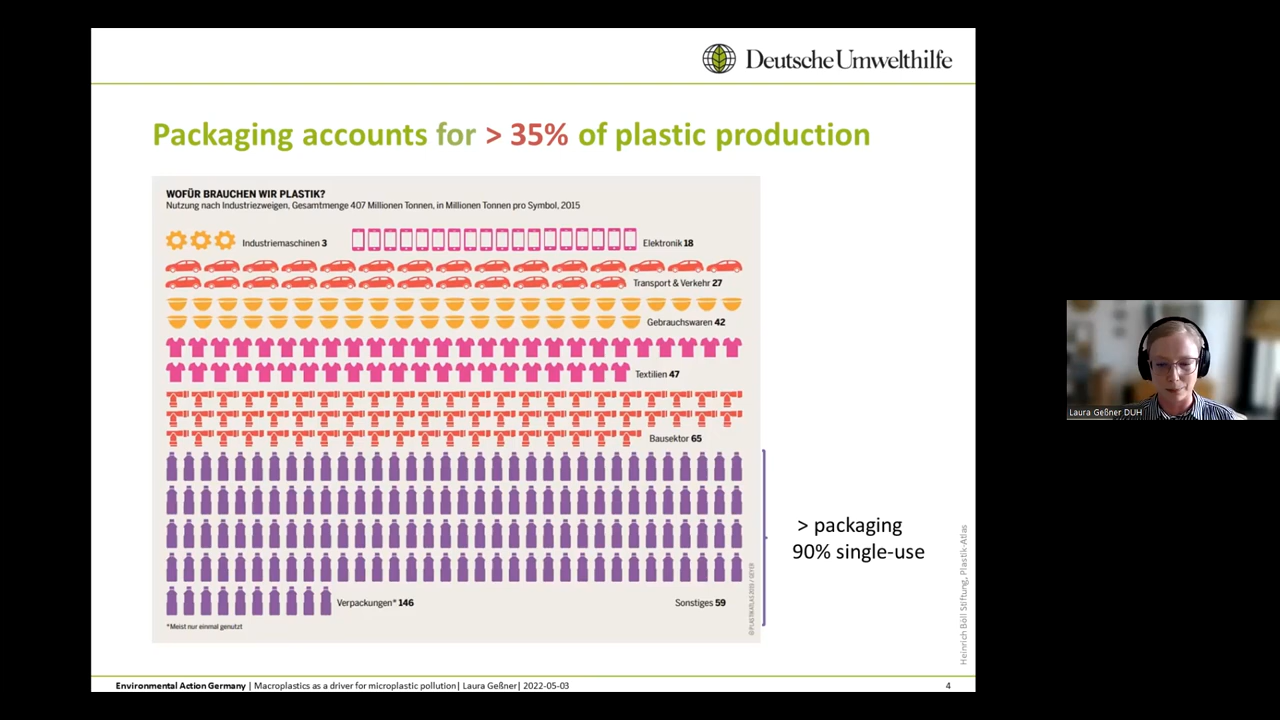 Deutsche Umwelthilfe
Packaging accounts for > 35% of plastic production
WOFÜR BRAUCHEN WIR PLASTIK?
Nutzung nach Industriezweigen, Gesamtmenge 407 Millionen Tonnen, in Millionen Tonnen pro Symbol, 2015
Industriemaschinen 3
Elektronik 18
Transport & Verkehr 27
Gebrauchswaren 42
Textilien 47
Bausektor 65
Verpackungen* 146
Sonstiges 59
*Meist nur einmal genutzt
© PLASTIKATLAS 2019 / GEYER
> packaging
90% single-use
Heinrich Böll Stiftung, Plastik-Atlas
Environmental Action Germany | Macroplastics as a driver for microplastic pollution| Laura Geßner| 2022-05-03
4
Laura Geßner DUH